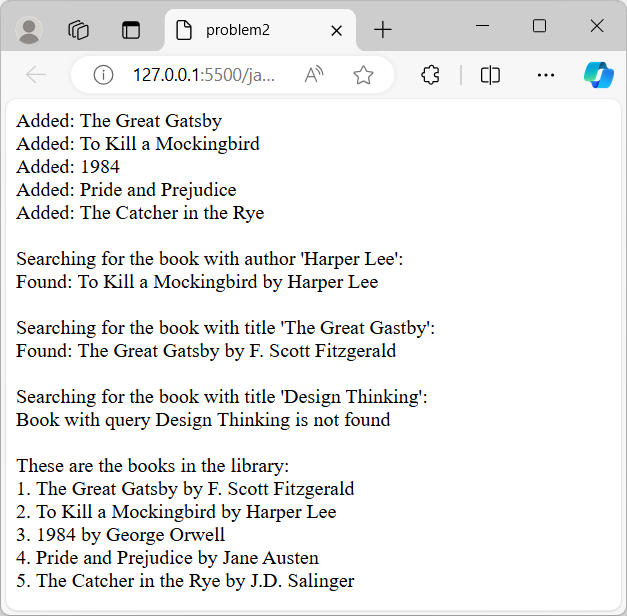 problem2
127.0.0.1:5500/ja...
Added: The Great Gatsby
Added: To Kill a Mockingbird
Added: 1984
Added: Pride and Prejudice
Added: The Catcher in the Rye
Searching for the book with author 'Harper Lee':
Found: To Kill a Mockingbird by Harper Lee
Searching for the book with title 'The Great Gastby':
Found: The Great Gatsby by F. Scott Fitzgerald
Searching for the book with title 'Design Thinking':
Book with query Design Thinking is not found
These are the books in the library:
1. The Great Gatsby by F. Scott Fitzgerald
2. To Kill a Mockingbird by Harper Lee
3. 1984 by George Orwell
4. Pride and Prejudice by Jane Austen
5. The Catcher in the Rye by J.D. Salinger